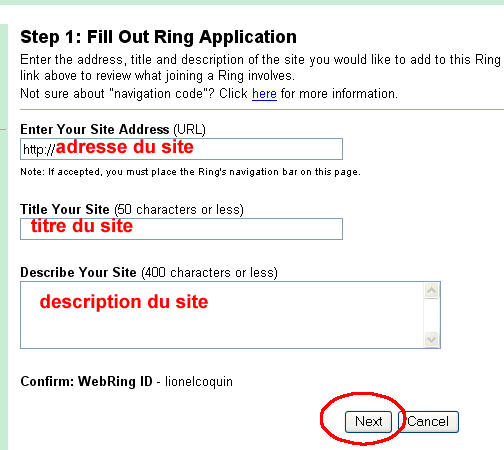 Step 1: Fill Out Ring Application
Enter the address, title and description of the site you would like to add to this Ring
link above to review what joining a Ring involves.
Not sure about "navigation code"? Click here for more information.
Enter Your Site Address (URL)
http://adresse du site
Note: If accepted, you must place the Ring's navigation bar on this page.
Title Your Site (50 characters or less)
titre du site
Describe Your Site (400 characters or less)
description du site
Confirm: WebRing ID - lionelcoquin
Next Cancel